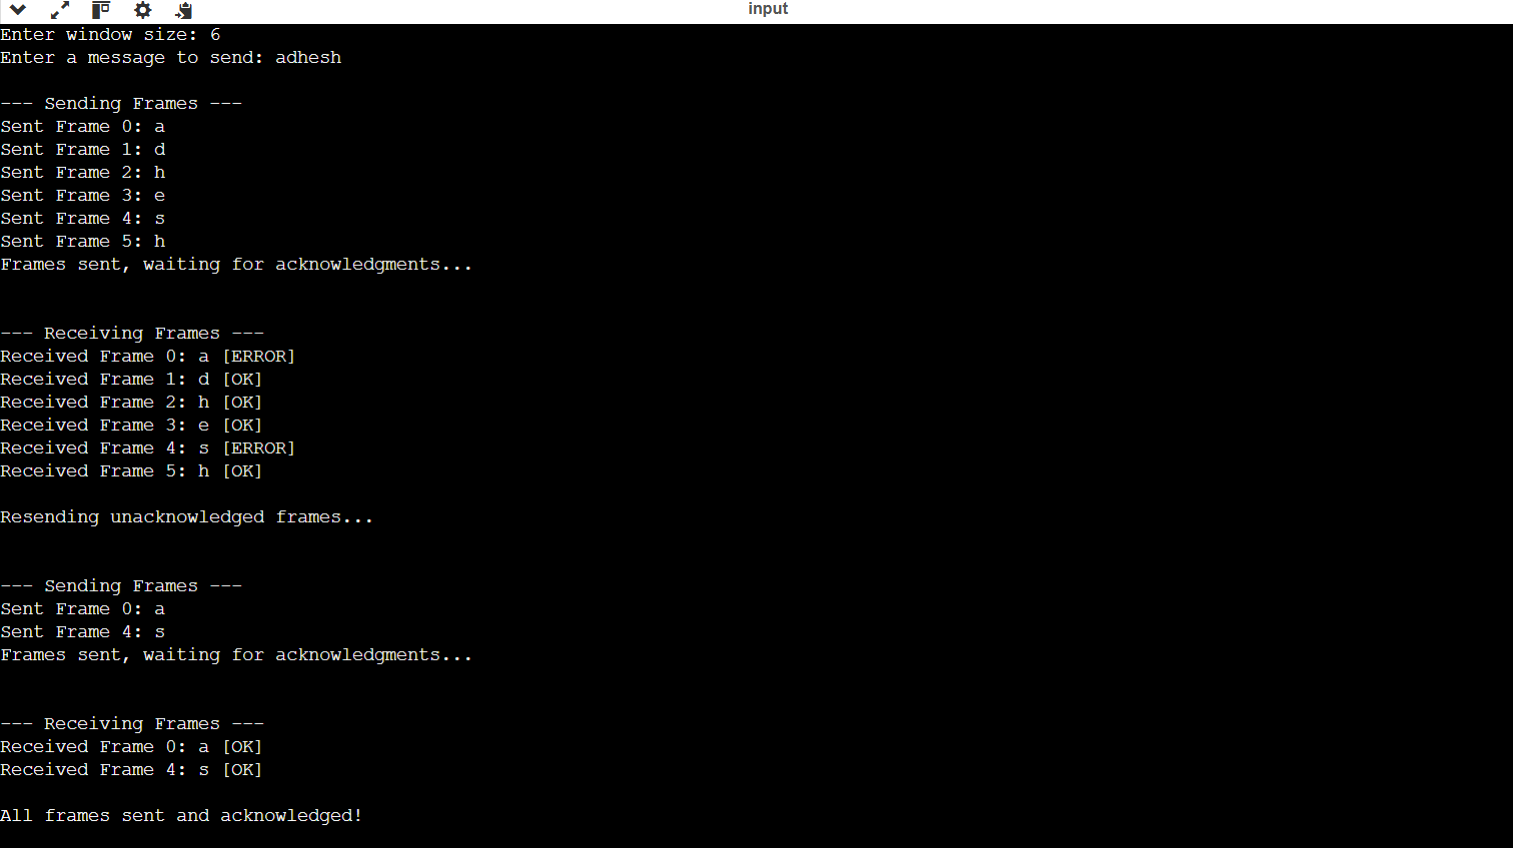 input
Enter window size: 6
Enter a message to send: adhesh
--- Sending Frames ---
Sent Frame 0: a
Sent Frame 1: d
Sent Frame 2: h
Sent Frame 3: e
Sent Frame 4: s
Sent Frame 5: h
Frames sent, waiting for acknowledgments...
--- Receiving Frames ---
Received Frame 0: a [ERROR]
Received Frame 1: d [OK]
Received Frame 2: h [OK]
Received Frame 3: e [OK]
Received Frame 4: s [ERROR]
Received Frame 5: h [OK]
Resending unacknowledged frames...
--- Sending Frames ---
Sent Frame 0: a
Sent Frame 4: s
Frames sent, waiting for acknowledgments...
--- Receiving Frames ---
Received Frame 0: a [OK]
Received Frame 4: s [OK]
All frames sent and acknowledged!